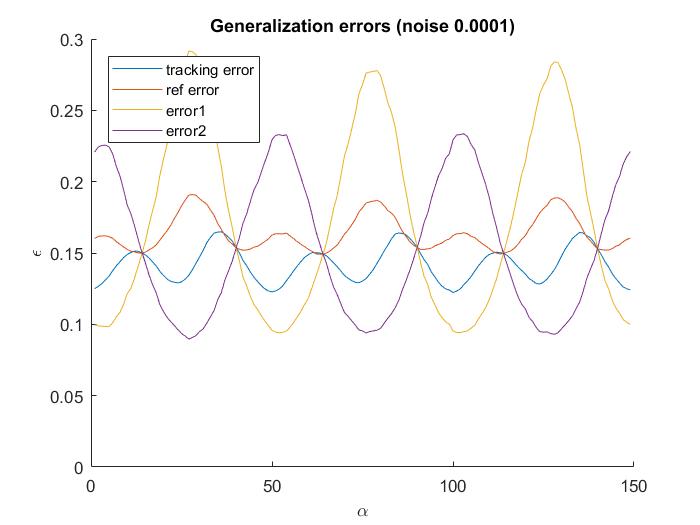 Generalization errors (noise 0.0001)
0.3
0.25
0.2
0.15
0.1
0.05
0
ϵ
tracking error
ref error
error1
error2
0 50 100 150
α